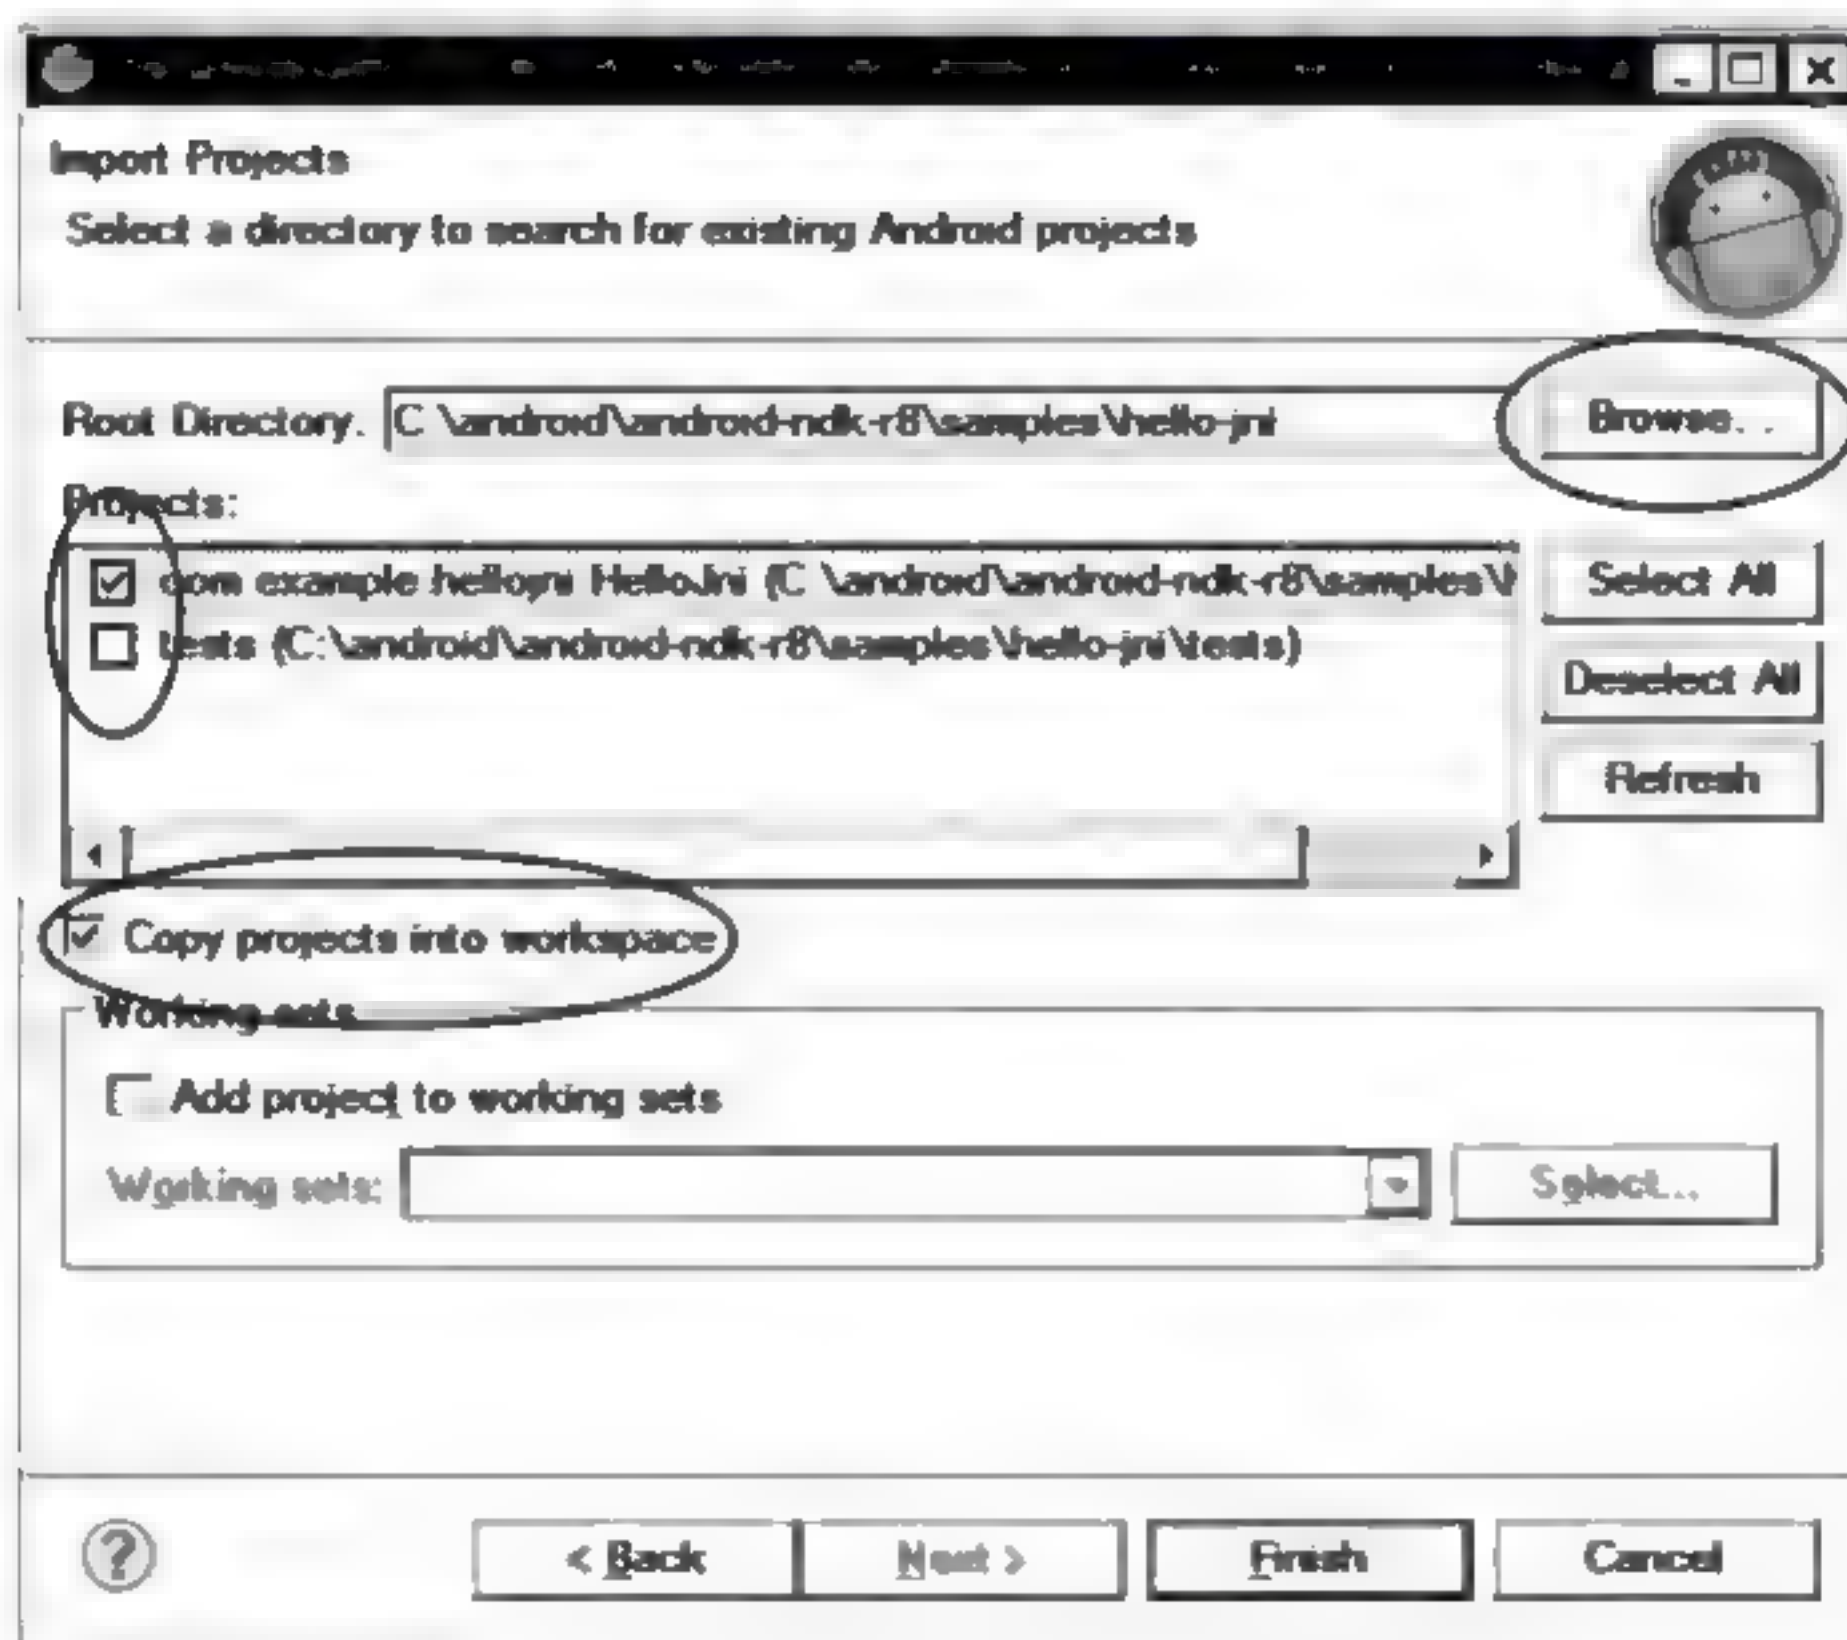 Import Projects
Select a directory to search for existing Android projects
Root Directory. C \android\android-ndk-r8\samples\hello-jni Browse...
Projects:
com example.hellojni HelloJni (C \android\android-ndk-r8\samples\h Select All
tests (C:\android\android-ndk-r8\samples\hello-jni\tests)
Deselect All
Refresh
Copy projects into workspace
Working sets
Add project to working sets
Working sets: Select...
? < Back Next > Finish Cancel